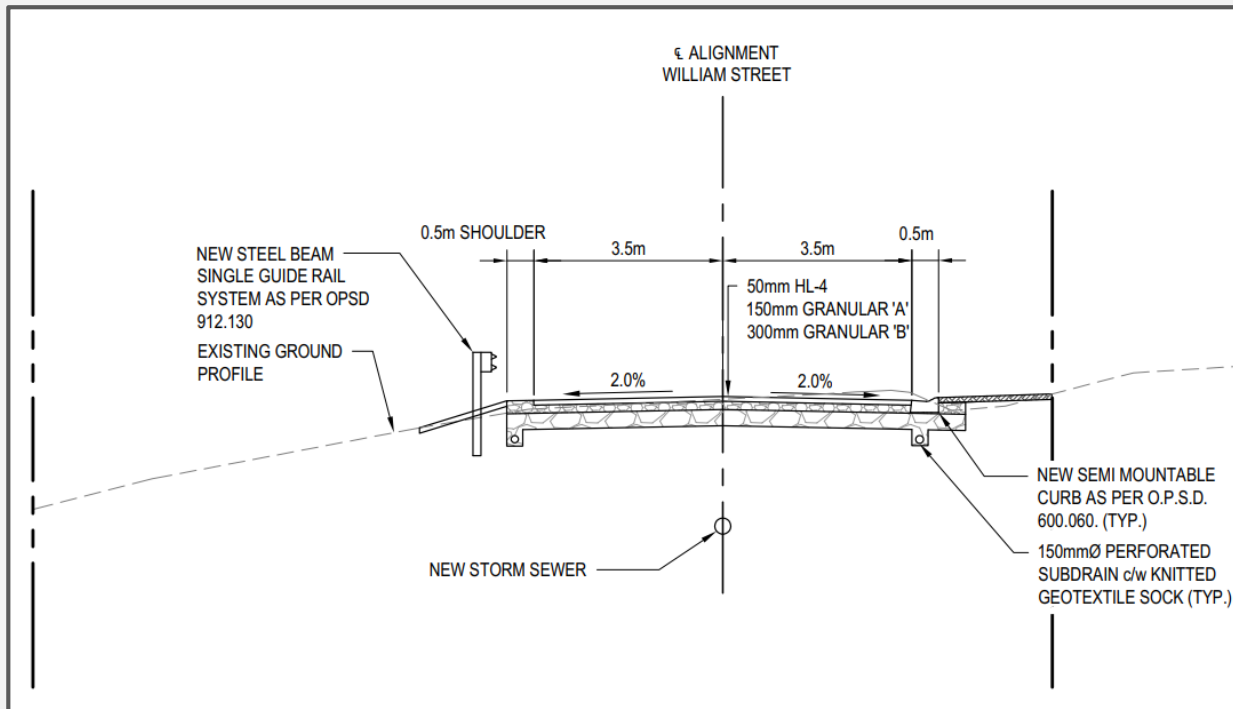 ℄ ALIGNMENT
WILLIAM STREET
0.5m SHOULDER
3.5m
3.5m
0.5m
NEW STEEL BEAM
SINGLE GUIDE RAIL
SYSTEM AS PER OPSD
912.130
50mm HL-4
150mm GRANULAR 'A'
300mm GRANULAR 'B'
EXISTING GROUND
PROFILE
2.0%
2.0%
NEW SEMI MOUNTABLE
CURB AS PER O.P.S.D.
600.060. (TYP.)
NEW STORM SEWER
150mmØ PERFORATED
SUBDRAIN c/w KNITTED
GEOTEXTILE SOCK (TYP.)